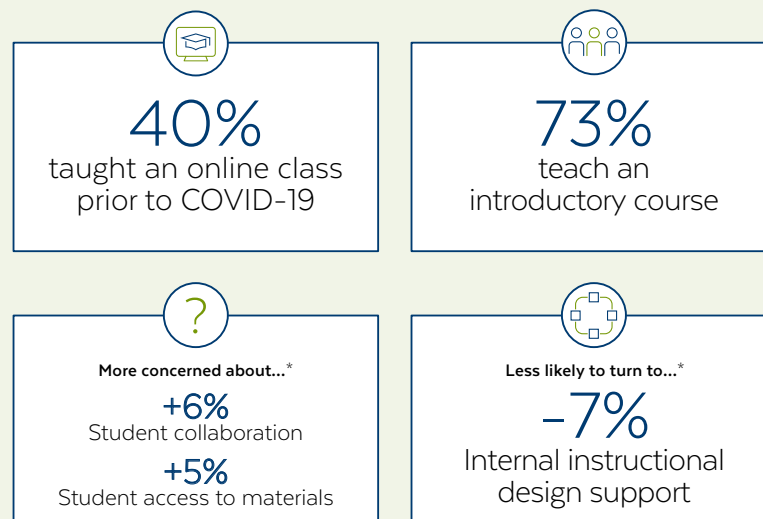 40%
taught an online class
prior to COVID-19
73%
teach an
introductory course
?
More concerned about...*
+6%
Student collaboration
+5%
Student access to materials
Less likely to turn to...*
-7%
Internal instructional
design support